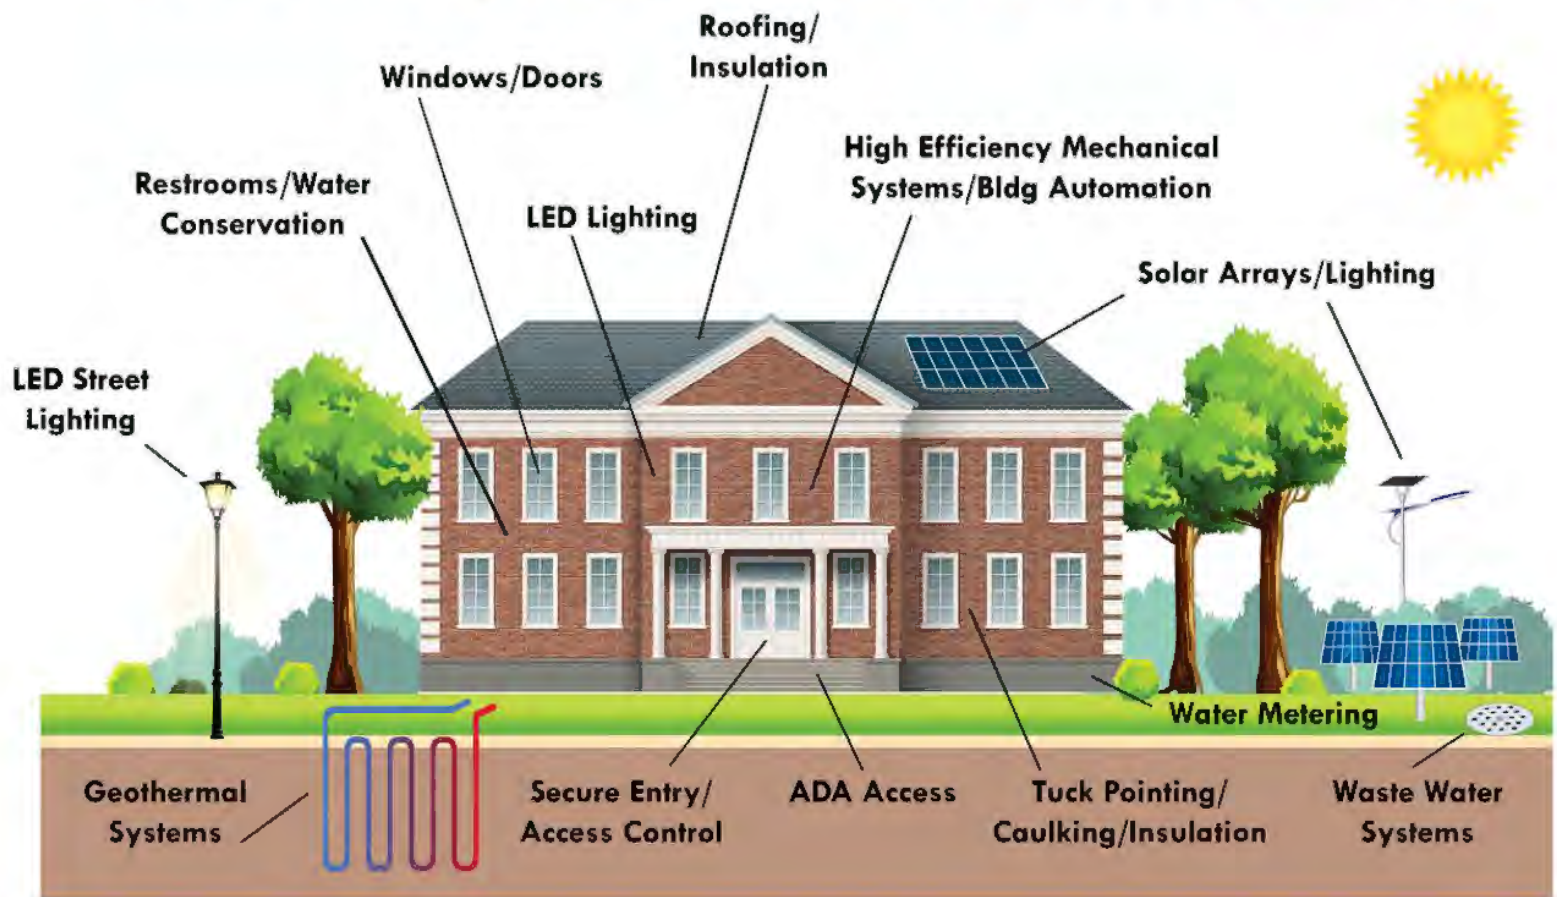 Roofing/
Insulation
Windows/Doors
High Efficiency Mechanical
Systems/Bldg Automation
Restrooms/Water
Conservation
LED Lighting
Solar Arrays/Lighting
LED Street
Lighting
Water Metering
Geothermal
Systems
Secure Entry/
Access Control
ADA Access
Tuck Pointing/
Caulking/Insulation
Waste Water
Systems